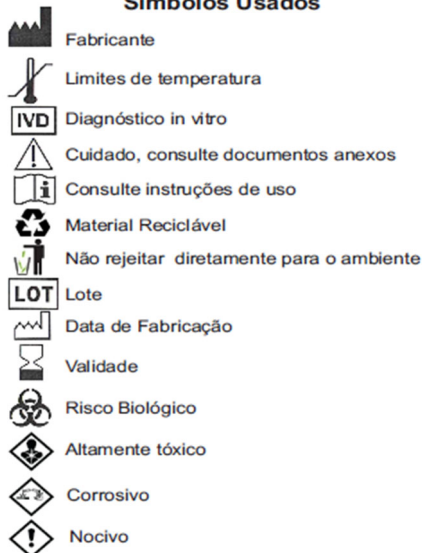 Símbolos Usados
Fabricante
Limites de temperatura
IVD Diagnóstico in vitro
Cuidado, consulte documentos anexos
Consulte instruções de uso
Material Reciclável
Não rejeitar diretamente para o ambiente
LOT Lote
Data de Fabricação
Validade
Risco Biológico
Altamente tóxico
Corrosivo
Nocivo